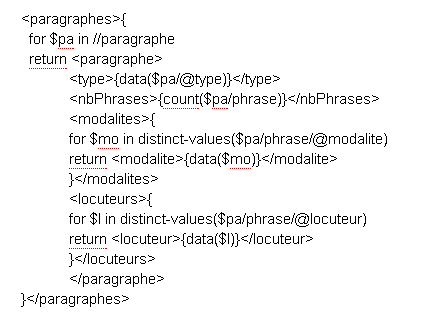 <paragraphes>{
for $pa in //paragraphe
return <paragraphe>
<type>{data($pa/@type)}</type>
<nbPhrases>{count($pa/phrase)}</nbPhrases>
<modalites>{
for $mo in distinct-values($pa/phrase/@modalite)
return <modalite>{data($mo)}</modalite>
}</modalites>
<locuteurs>{
for $l in distinct-values($pa/phrase/@locuteur)
return <locuteur>{data($l)}</locuteur>
}</locuteurs>
</paragraphe>
}</paragraphes>